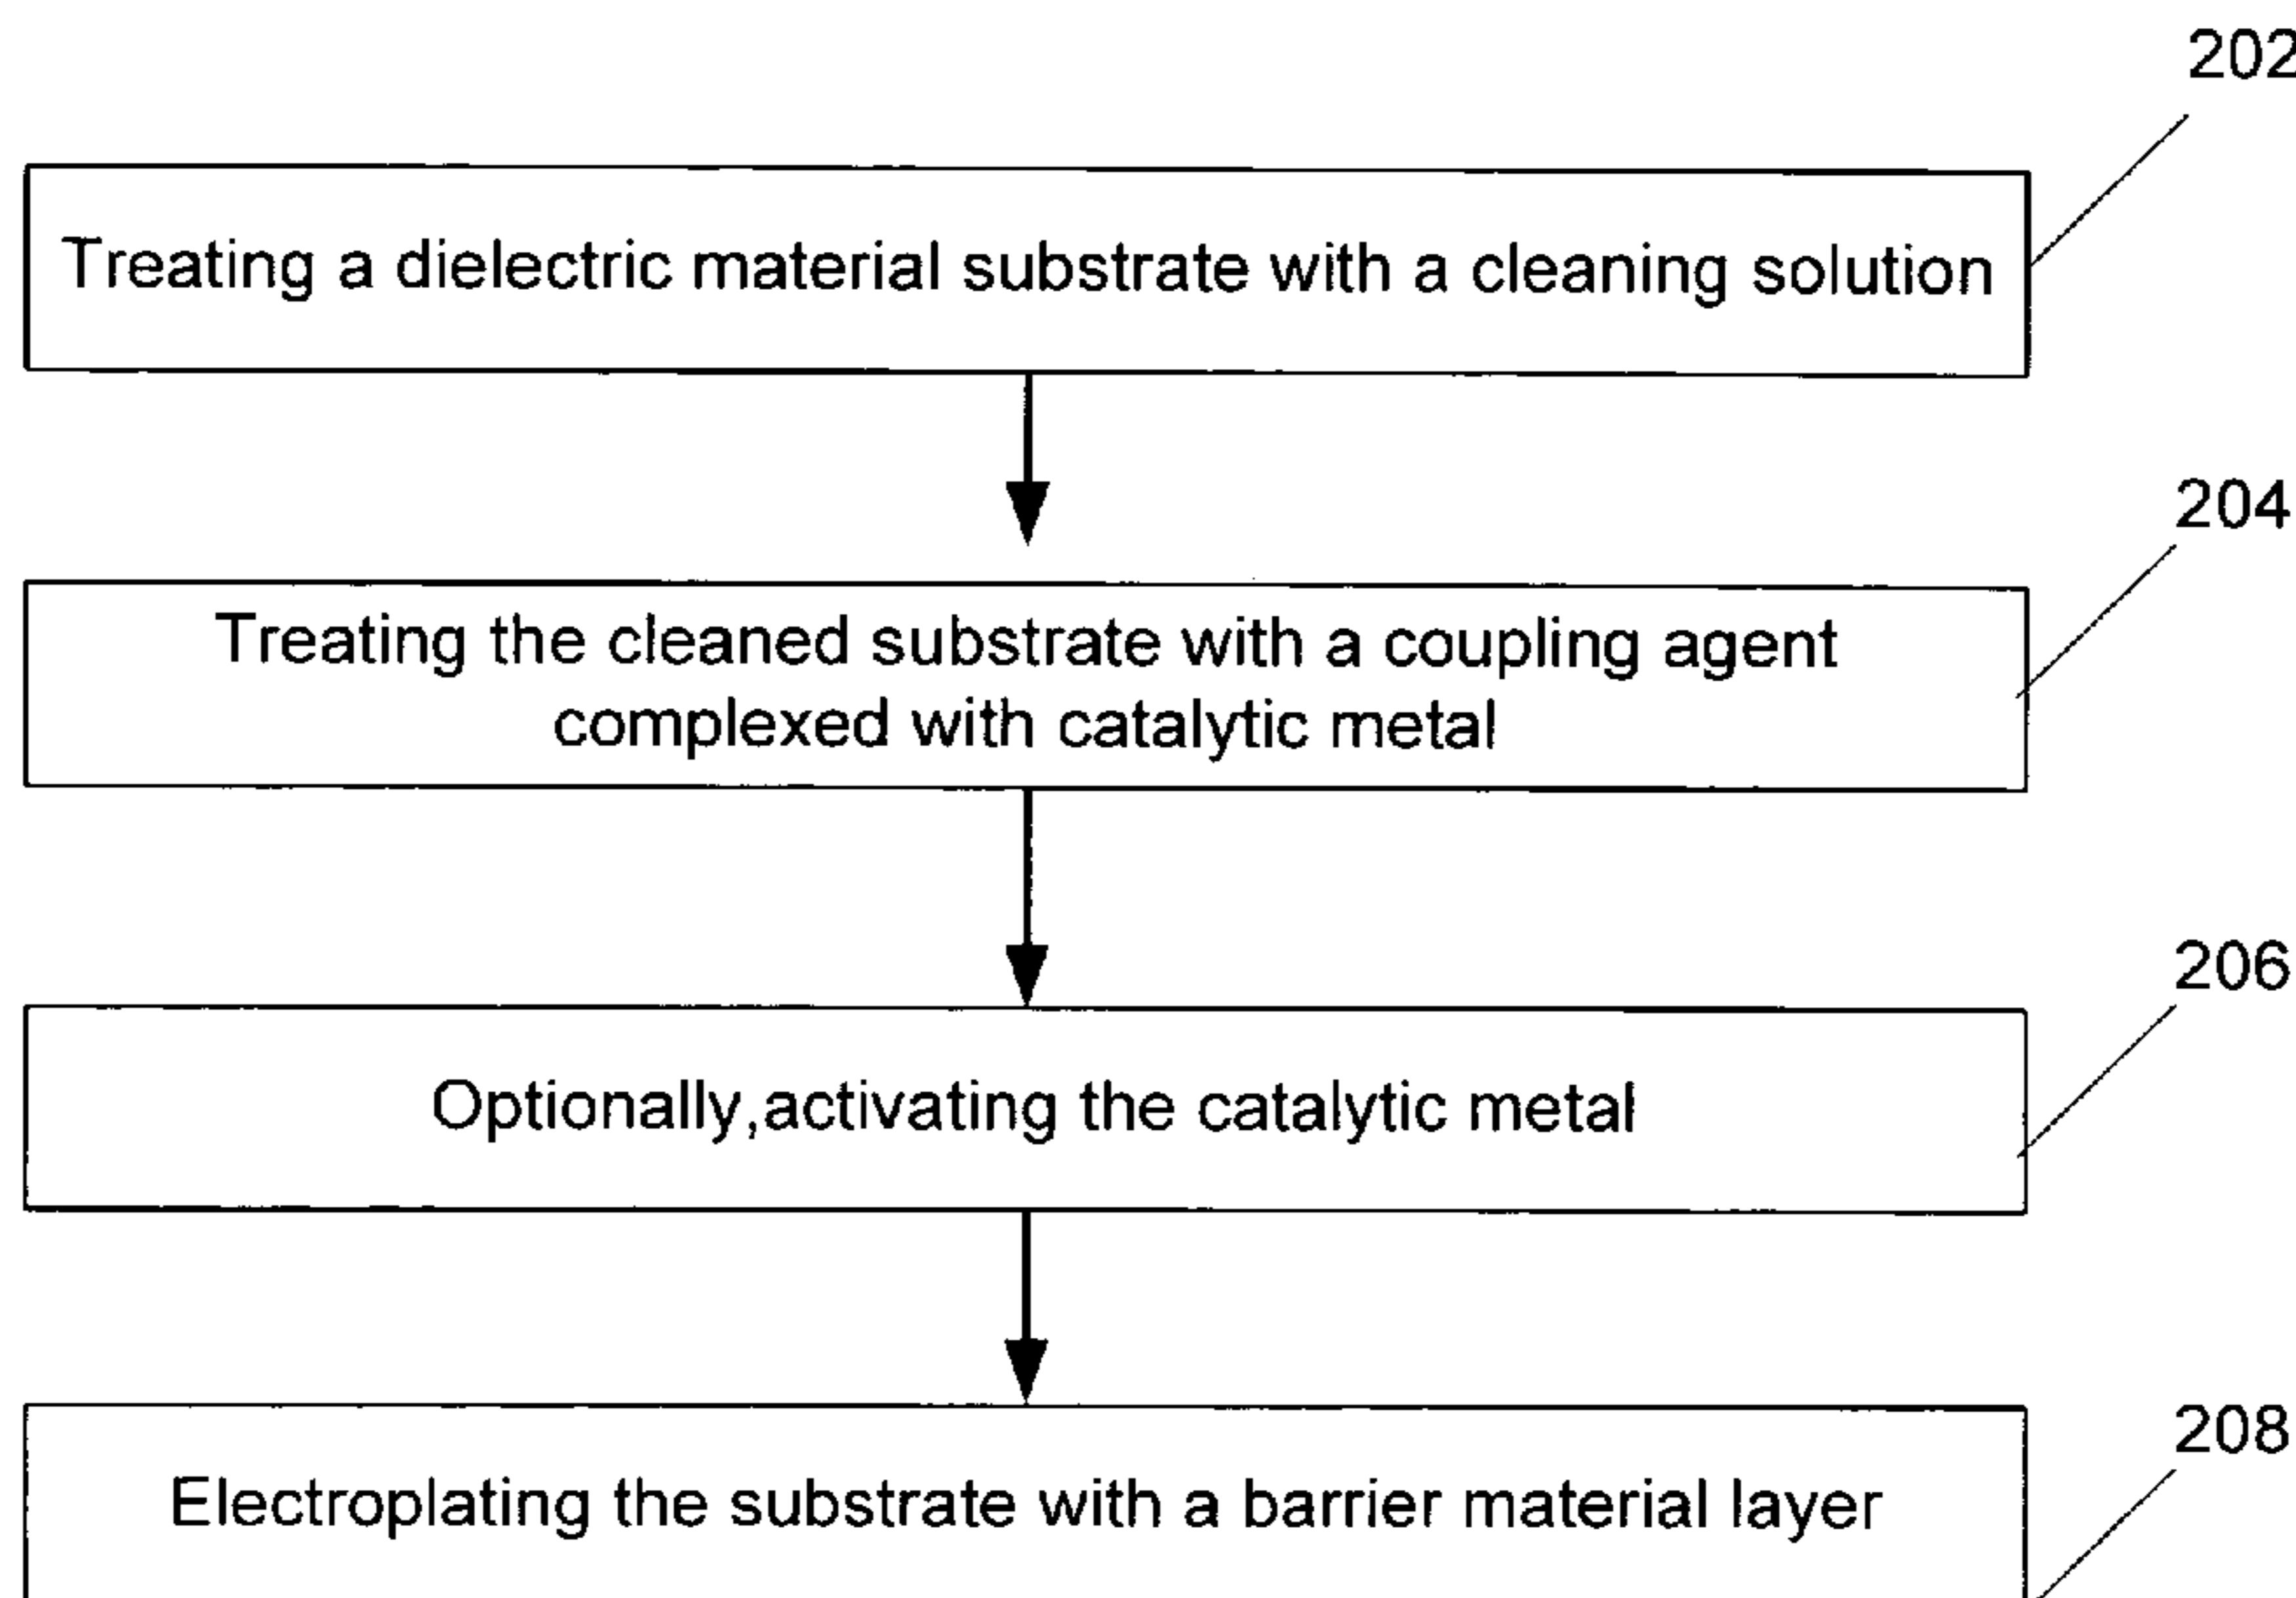 202
Treating a dielectric material substrate with a cleaning solution
204
Treating the cleaned substrate with a coupling agent
complexed with catalytic metal
206
Optionally,activating the catalytic metal
208
Electroplating the substrate with a barrier material layer